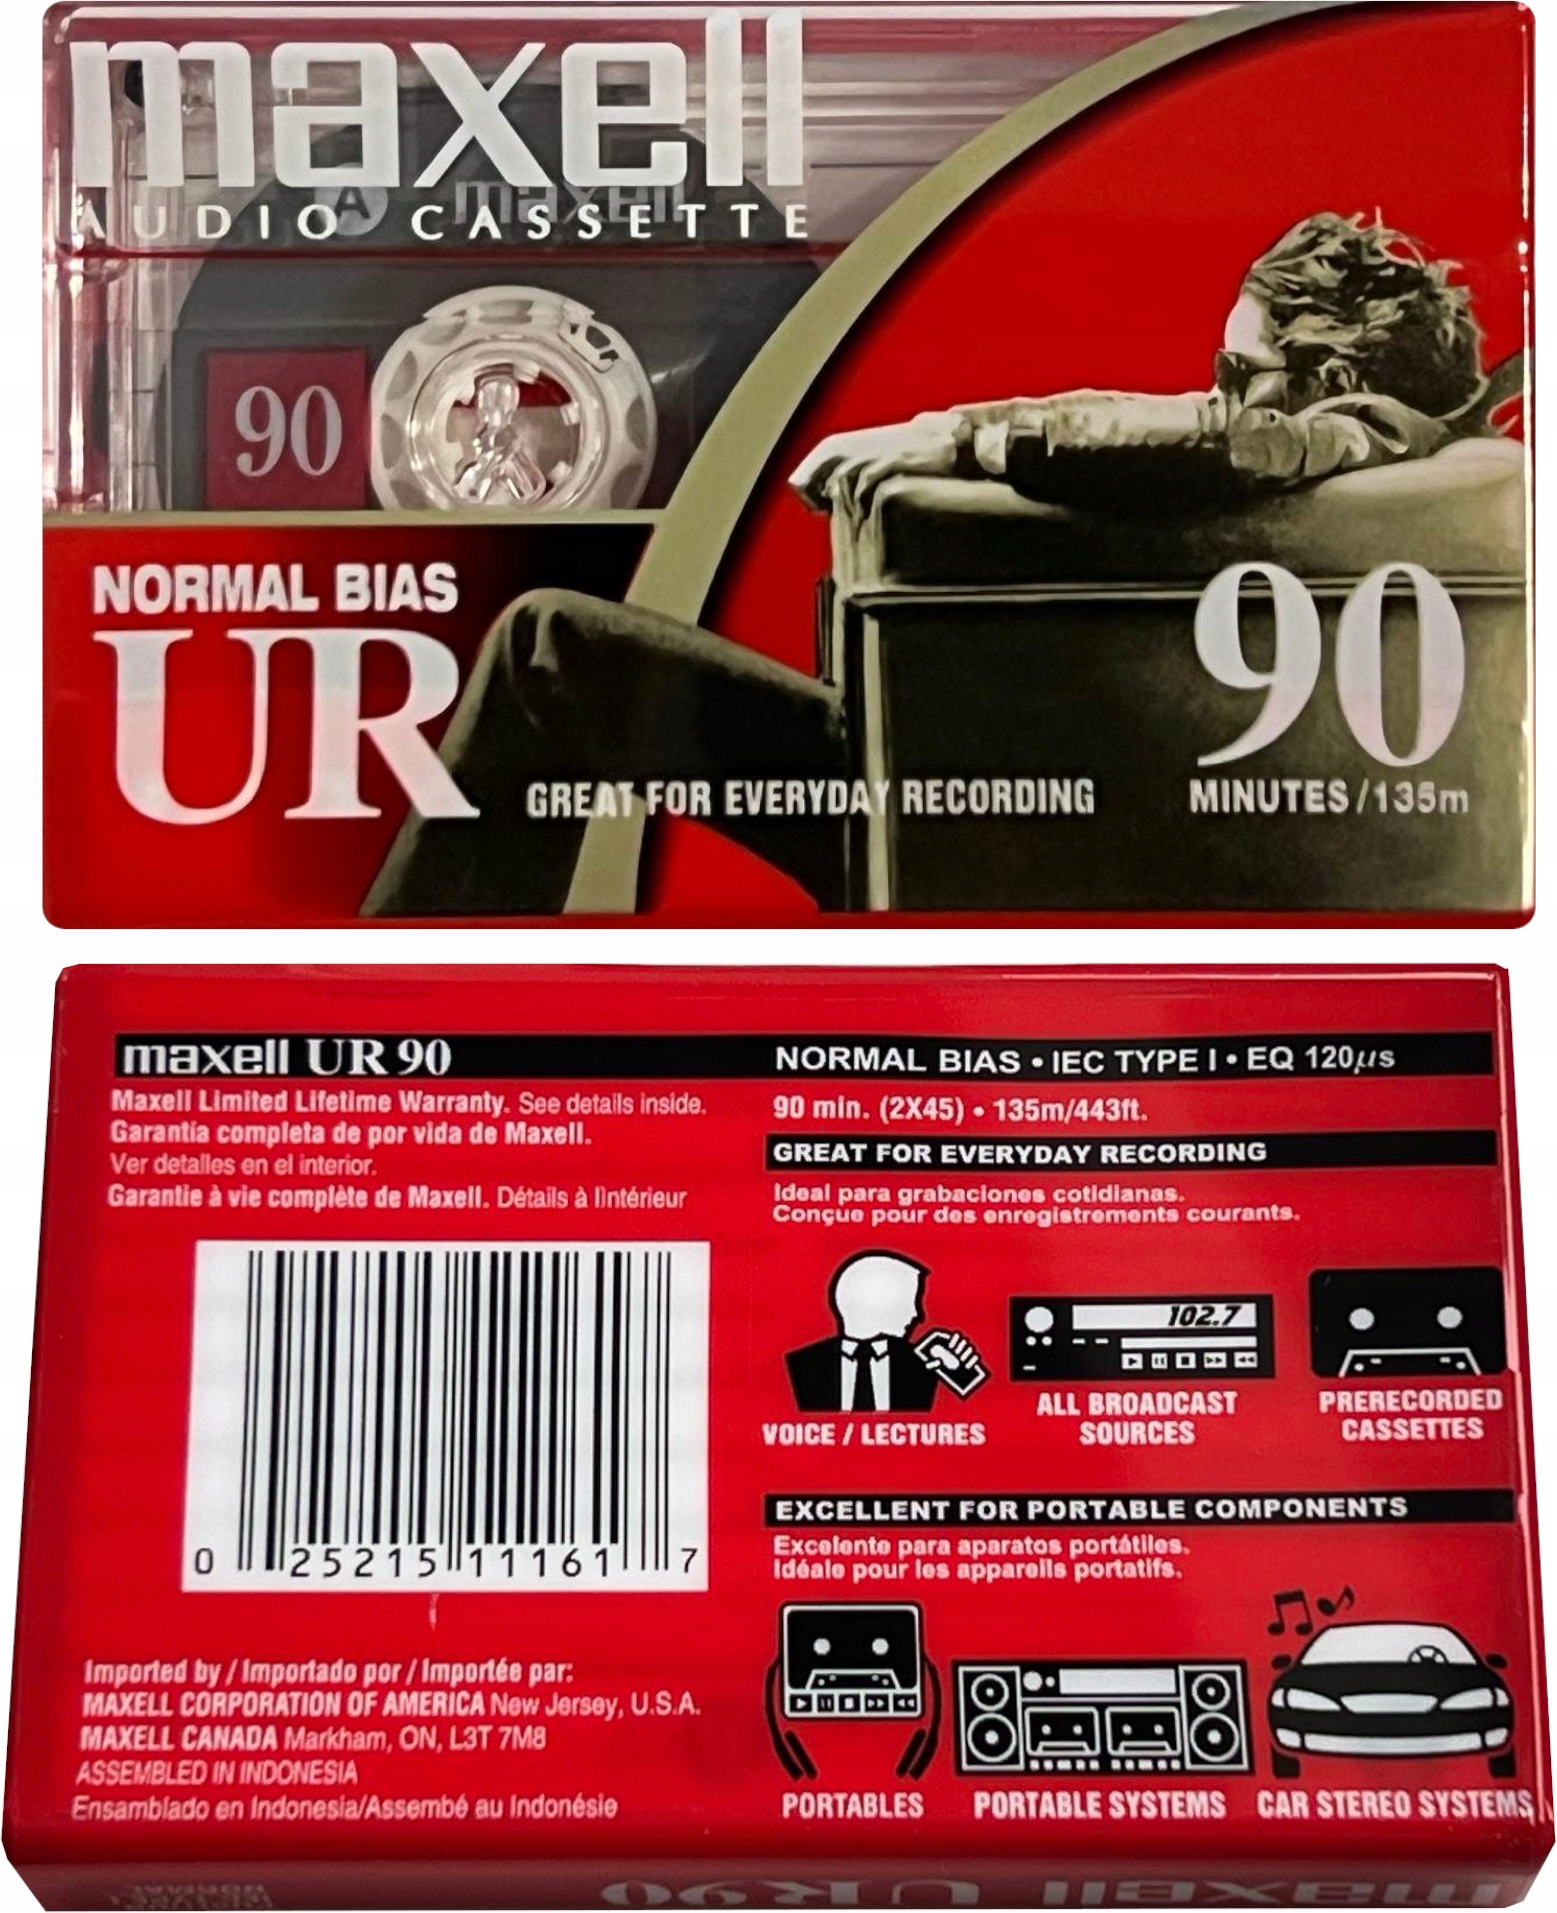 maxell
AUDIO CASSETTE
A maxell
90
NORMAL BIAS
UR
GREAT FOR EVERYDAY RECORDING
90
MINUTES/135m
maxell UR 90
Maxell Limited Lifetime Warranty. See details inside.
Garantía completa de por vida de Maxell.
Ver detalles en el interior.
Garantie à vie complète de Maxell. Détails à l'intérieur
0 25215 11161 7
Imported by / Importado por / Importée par:
MAXELL CORPORATION OF AMERICA New Jersey, U.S.A.
MAXELL CANADA Markham, ON, L3T 7M8
ASSEMBLED IN INDONESIA
Ensamblado en Indonesia/Assembé au Indonésie
NORMAL BIAS • IEC TYPE I • EQ 120µs
90 min. (2X45) • 135m/443ft.
GREAT FOR EVERYDAY RECORDING
Ideal para grabaciones cotidianas.
Conçue pour des enregistrements courants.
102.7
VOICE / LECTURES
ALL BROADCAST
SOURCES
PRERECORDED
CASSETTES
EXCELLENT FOR PORTABLE COMPONENTS
Excelente para aparatos portátiles.
Idéale pour les appareils portatifs.
PORTABLES
PORTABLE SYSTEMS
CAR STEREO SYSTEMS
maxell UR 90